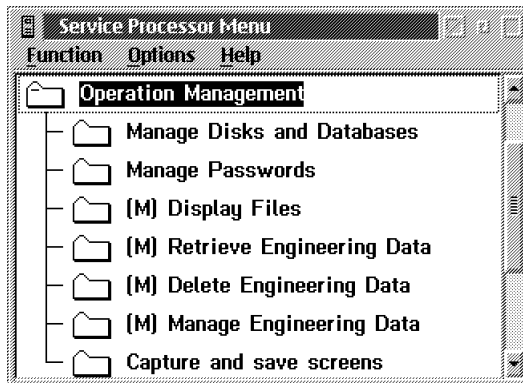 Service Processor Menu
Function Options Help
Operation Management
Manage Disks and Databases
Manage Passwords
(M) Display Files
(M) Retrieve Engineering Data
(M) Delete Engineering Data
(M) Manage Engineering Data
Capture and save screens